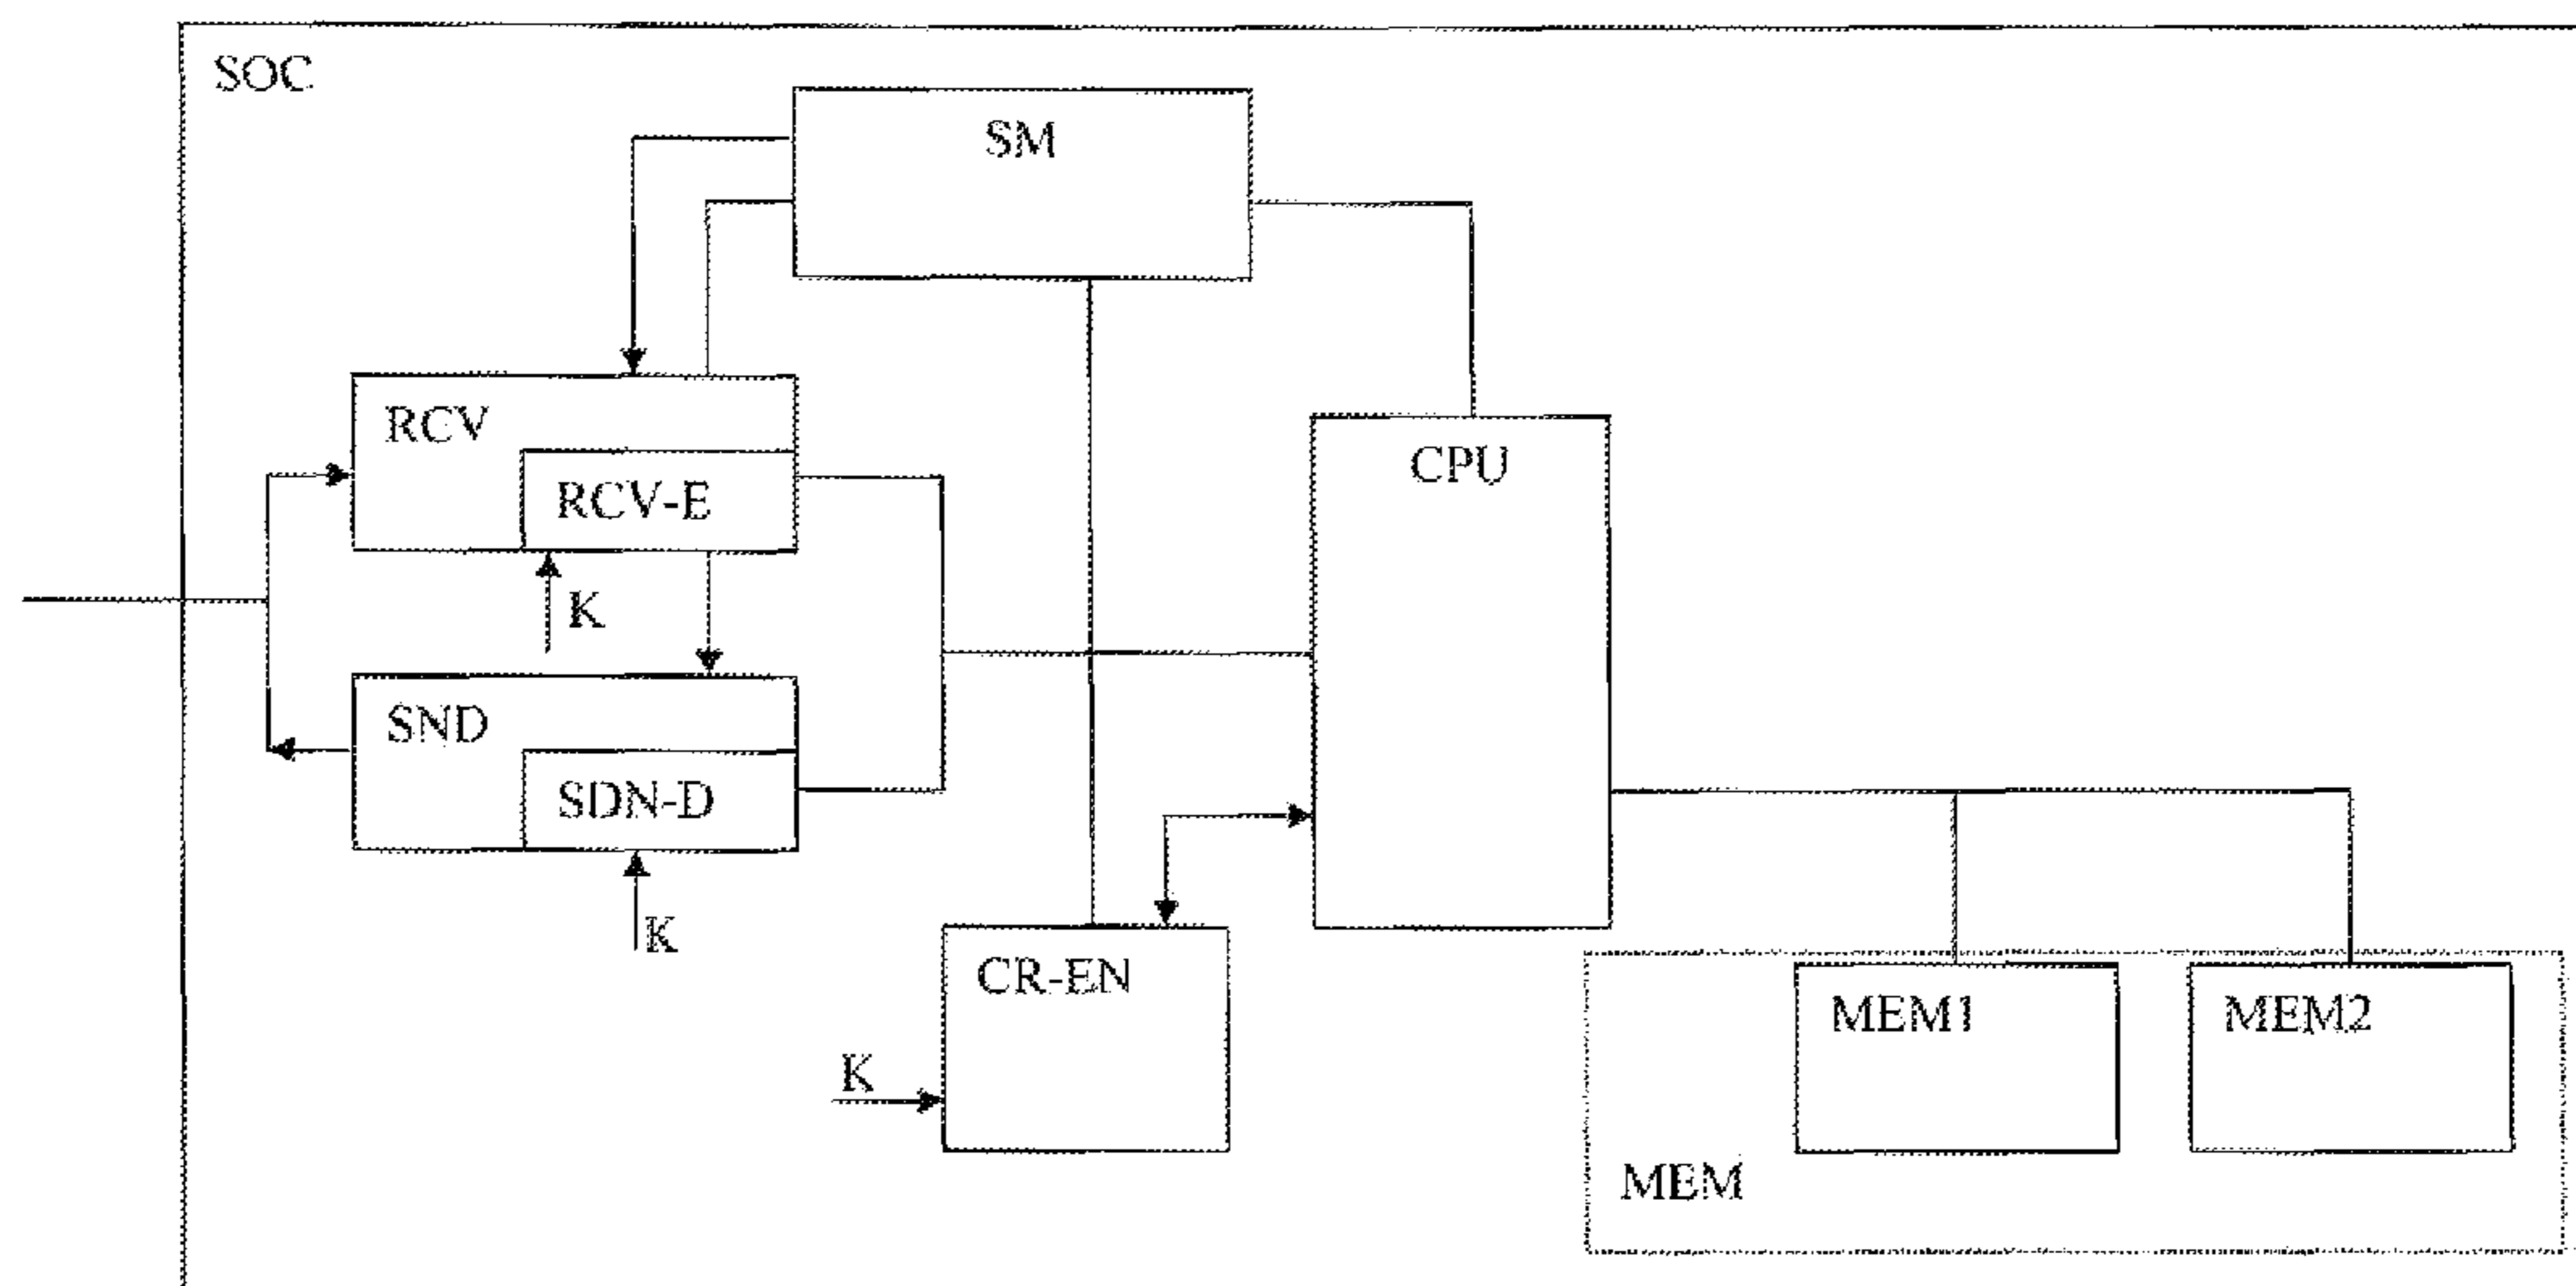 SOC
SM
RCV
RCV-E
CPU
K
SND
SDN-D
K
CR-EN
K
MEM1
MEM2
MEM